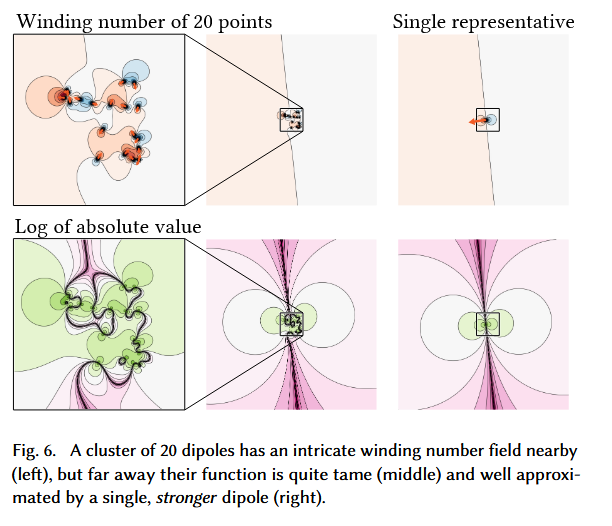 Winding number of 20 points
Single representative
Log of absolute value
Fig. 6. A cluster of 20 dipoles has an intricate winding number field nearby
(left), but far away their function is quite tame (middle) and well approxi-
mated by a single, stronger dipole (right).